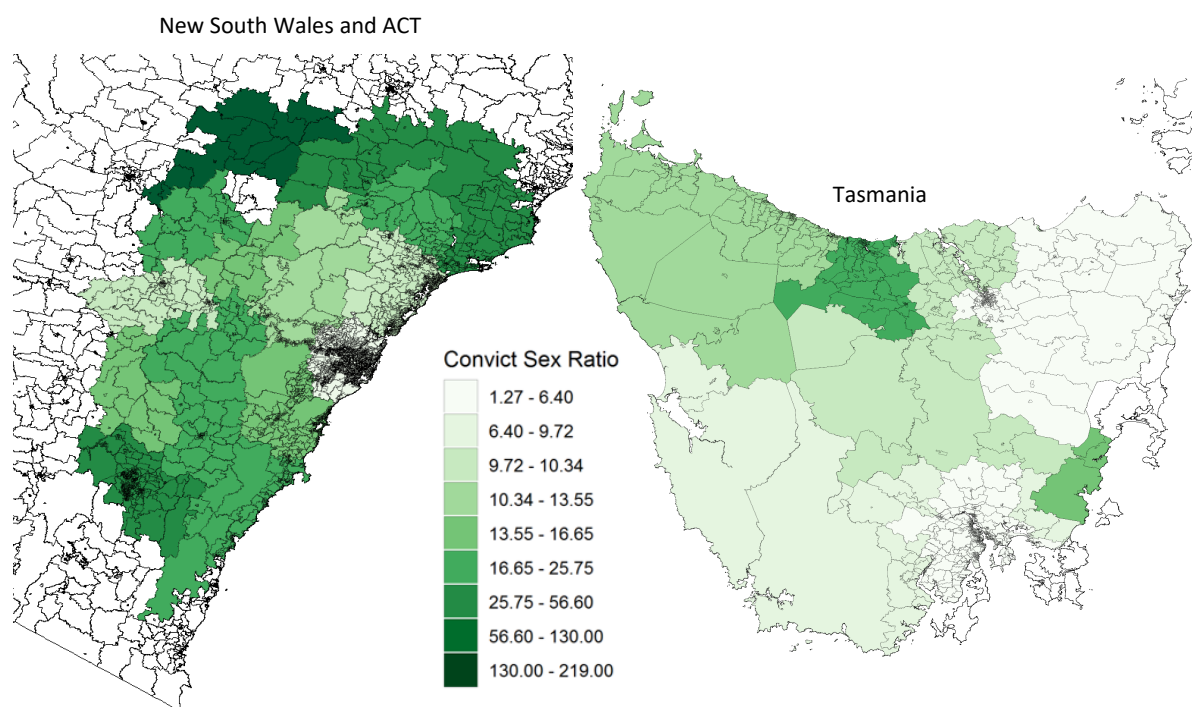 New South Wales and ACT
Tasmania
Convict Sex Ratio
1.27 - 6.40
6.40 - 9.72
9.72 - 10.34
10.34 - 13.55
13.55 - 16.65
16.65 - 25.75
25.75 - 56.60
56.60 - 130.00
130.00 - 219.00